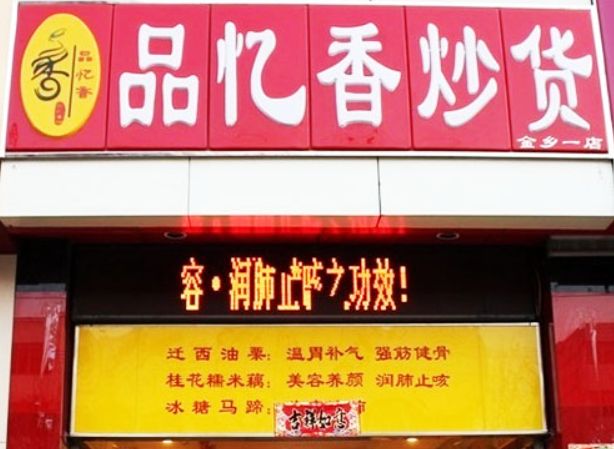 香
品忆香
品忆香炒货
金乡一店
容·润肺止咳之功效!
迁西油栗: 温胃补气 强筋健骨
桂花糯米藕: 美容养颜 润肺止咳
冰糖马蹄:
吉祥如意